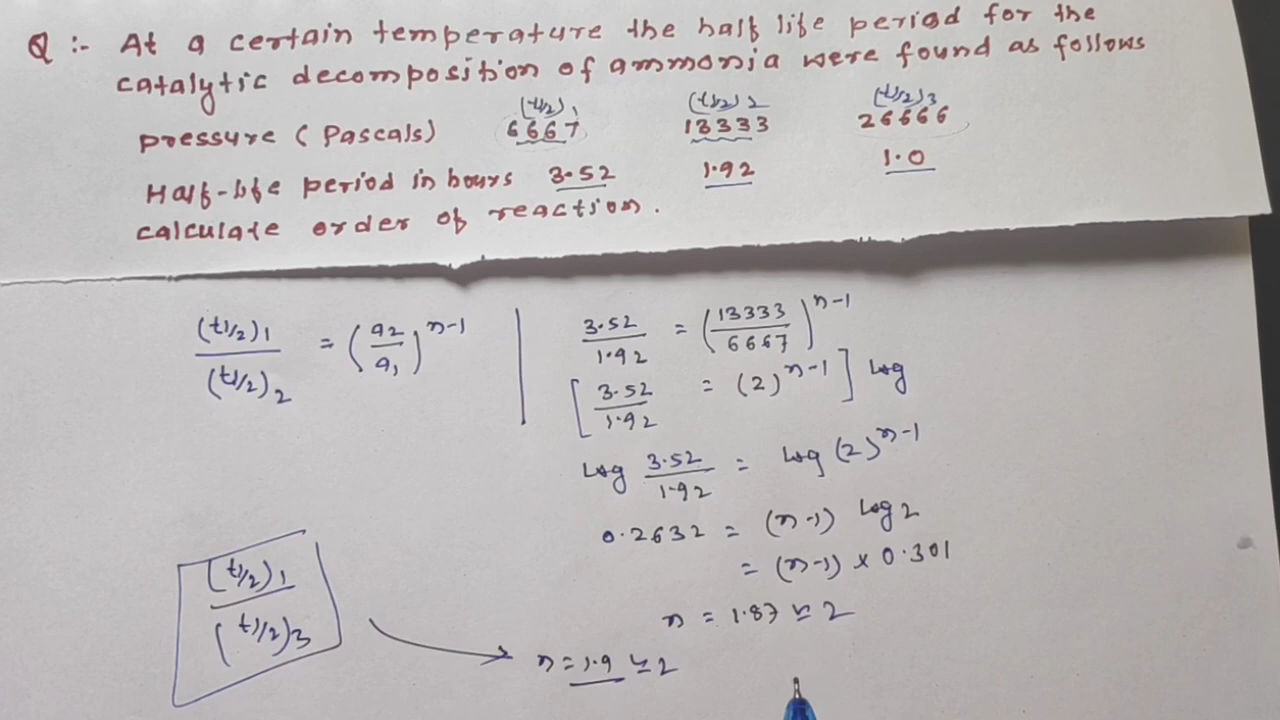 Q :- At a certain temperature the half life period for the
catalytic decomposition of ammonia were found as follows
(t1/2)1 (t1/2)2 (t1/2)3
pressure ( Pascals) 6667 13333 26666
Half-life period in hours 3.52 1.92 1.0
calculate order of reaction.
(t1/2)1 / (t1/2)2 = (a2 / a1)^n-1
3.52 / 1.92 = (13333 / 6667)^n-1
[ 3.52 / 1.92 = (2)^n-1 ] log
log 3.52 / 1.92 = log (2)^n-1
0.2632 = (n-1) log 2
= (n-1) x 0.301
n = 1.87 ≃ 2
(t1/2)1 / (t1/2)3
n = 1.9 ≃ 2